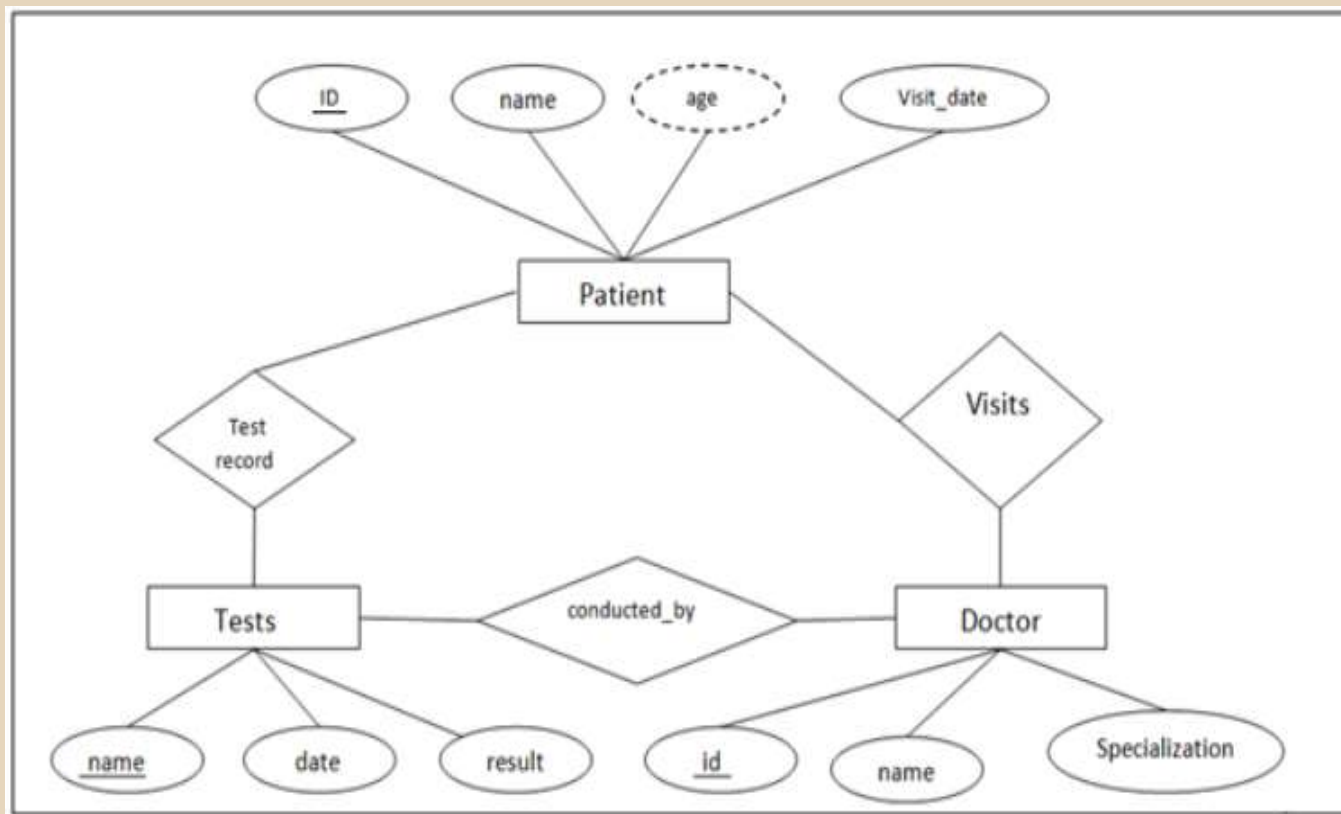 ID
name
age
Visit_date
Patient
Visits
Test
record
conducted_by
Tests
Doctor
name
date
result
id
name
Specialization